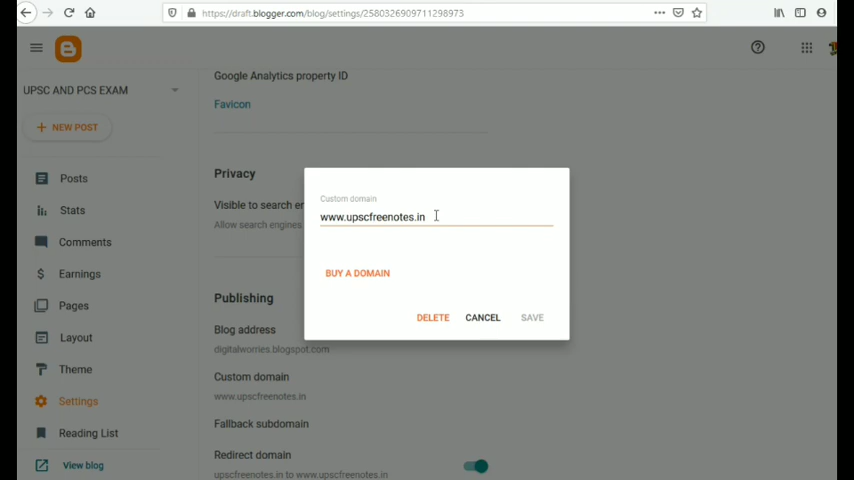 https://draft.blogger.com/blog/settings/2580326909711298973
UPSC AND PCS EXAM
+ NEW POST
Posts
Stats
Comments
Earnings
Pages
Layout
Theme
Settings
Reading List
View blog
Google Analytics property ID
Favicon
Privacy
Visible to search en
Allow search engines
Publishing
Blog address
digitalworries.blogspot.com
Custom domain
www.upscfreenotes.in
Fallback subdomain
Redirect domain
upscfreenotes.in to www.upscfreenotes.in
Custom domain
www.upscfreenotes.in
BUY A DOMAIN
DELETE CANCEL SAVE